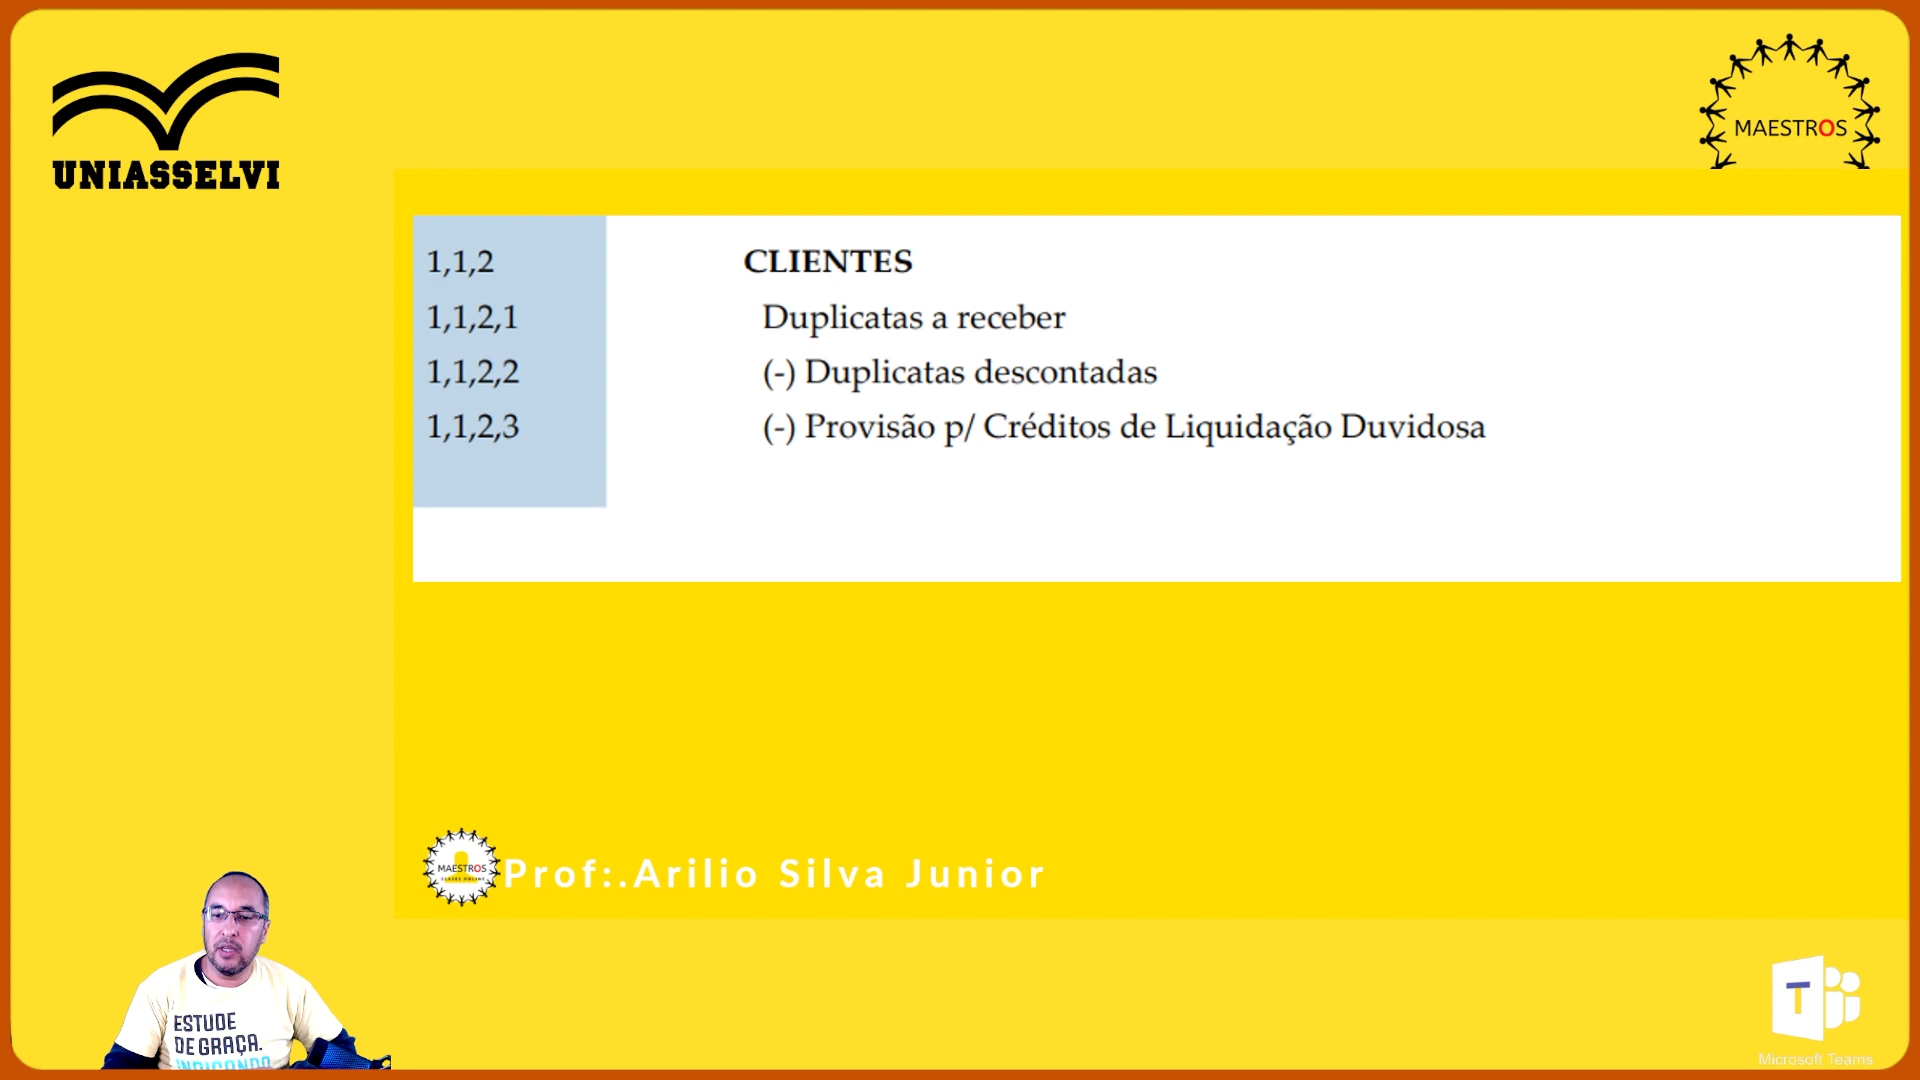 UNIASSELVI
MAESTROS
1,1,2 CLIENTES
1,1,2,1 Duplicatas a receber
1,1,2,2 (-) Duplicatas descontadas
1,1,2,3 (-) Provisão p/ Créditos de Liquidação Duvidosa
MAESTROS
Prof:.Arilio Silva Junior
ESTUDE
DE GRAÇA.
INDICANDO
T
Microsoft Teams